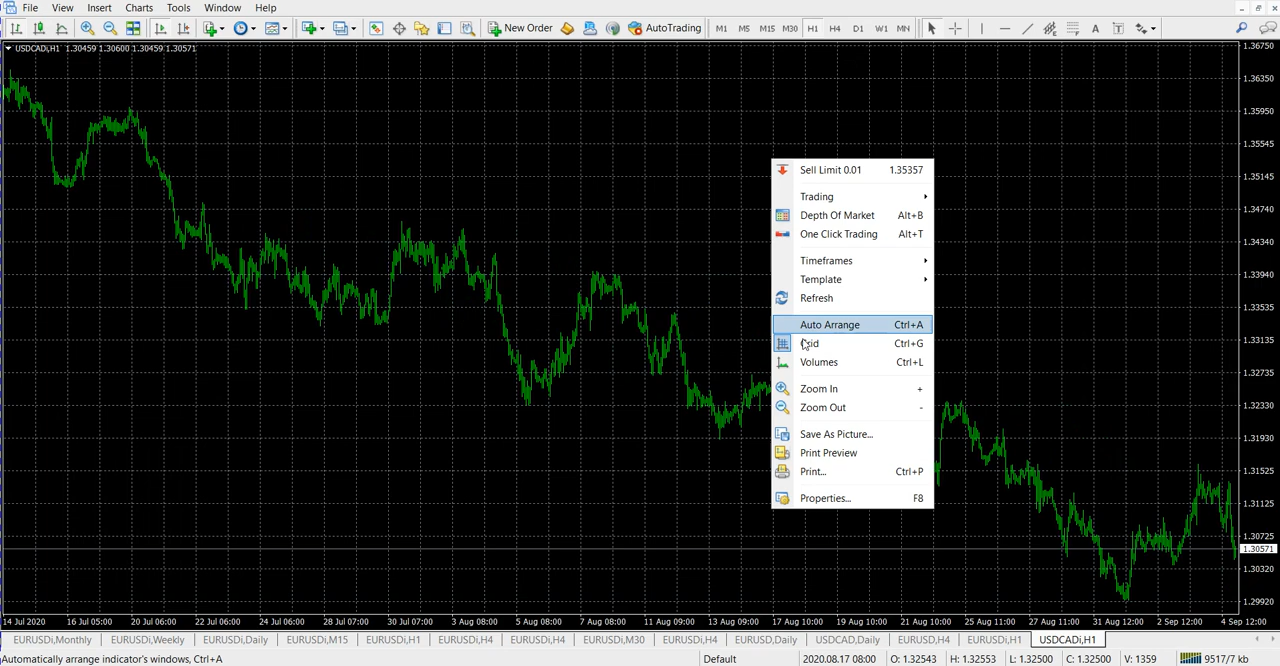 File View Insert Charts Tools Window Help
New Order AutoTrading M1 M5 M15 M30 H1 H4 D1 W1 MN A T
USDCADi,H1 1.30459 1.30600 1.30459 1.30571
1.36750
1.36350
1.35950
1.35545
1.35145
1.34740
1.34340
1.33940
1.33535
1.33135
1.32735
1.32330
1.31930
1.31525
1.31125
1.30725
1.30571
1.30320
1.29920
Sell Limit 0.01 1.35357
Trading
Depth Of Market Alt+B
One Click Trading Alt+T
Timeframes
Template
Refresh
Auto Arrange Ctrl+A
Grid Ctrl+G
Volumes Ctrl+L
Zoom In +
Zoom Out -
Save As Picture...
Print Preview
Print... Ctrl+P
Properties... F8
14 Jul 2020 16 Jul 05:00 20 Jul 06:00 22 Jul 06:00 24 Jul 06:00 28 Jul 07:00 30 Jul 07:00 3 Aug 08:00 5 Aug 08:00 7 Aug 08:00 11 Aug 09:00 13 Aug 09:00 17 Aug 10:00 19 Aug 10:00 21 Aug 10:00 25 Aug 11:00 27 Aug 11:00 31 Aug 12:00 2 Sep 12:00 4 Sep 12:00
EURUSDi,Monthly EURUSDi,Weekly EURUSDi,Daily EURUSDi,M15 EURUSDi,H1 EURUSDi,H4 EURUSDi,H4 EURUSDi,M30 EURUSDi,H4 EURUSD,Daily USDCAD,Daily EURUSD,H4 EURUSDi,H1 USDCADi,H1
Automatically arrange indicator's windows, Ctrl+A Default 2020.08.17 08:00 O: 1.32543 H: 1.32553 L: 1.32500 C: 1.32500 V: 1359 9517/7 kb